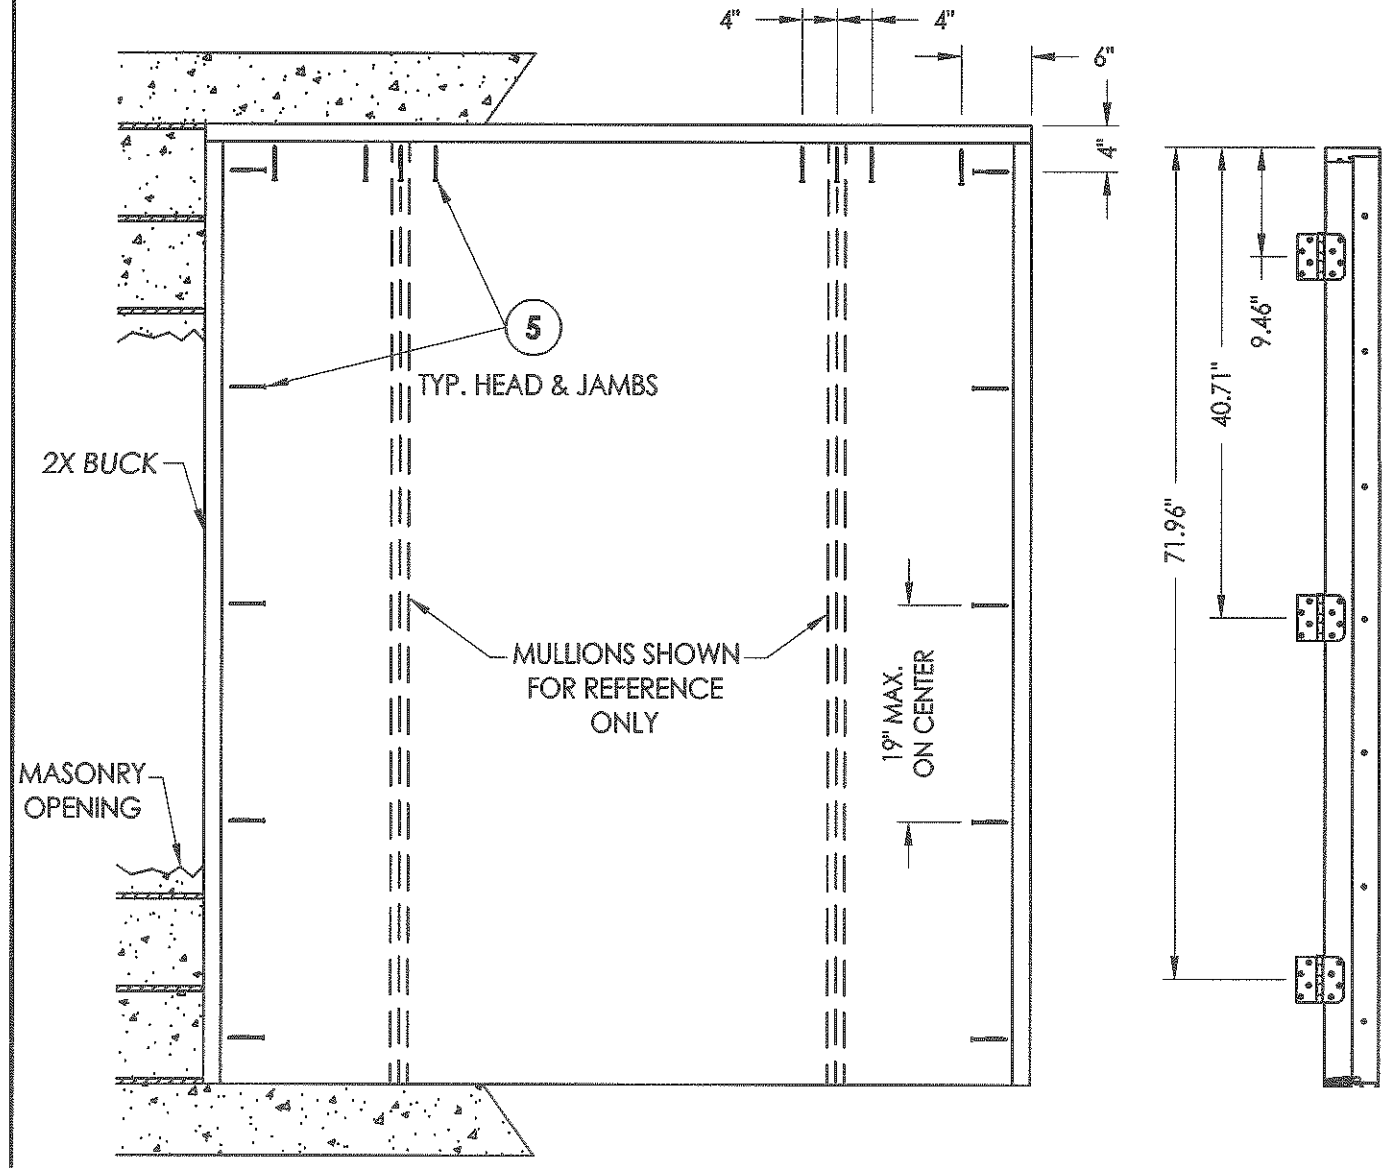 4"
4"
6"
4"
5
TYP. HEAD & JAMBS
2X BUCK
MULLIONS SHOWN
FOR REFERENCE
ONLY
MASONRY
OPENING
19" MAX.
ON CENTER
71.96"
40.71"
9.46"